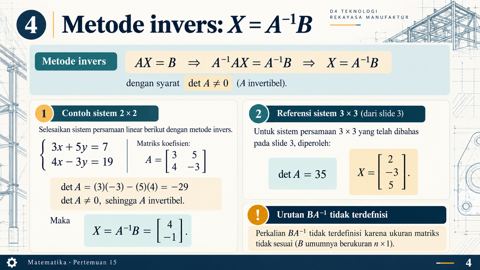 4 Metode invers: X = A⁻¹B
D4 TEKNOLOGI
REKAYASA MANUFAKTUR
Metode invers
AX = B ⇒ A⁻¹AX = A⁻¹B ⇒ X = A⁻¹B
dengan syarat det A ≠ 0 (A invertibel).
1 Contoh sistem 2 × 2
Selesaikan sistem persamaan linear berikut dengan metode invers.
{ 3x + 5y = 7
4x − 3y = 19
Matriks koefisien:
A = [ 3 5
4 −3 ]
det A = (3)(−3) − (5)(4) = −29
det A ≠ 0, sehingga A invertibel.
Maka
X = A⁻¹B = [ 4
−1 ].
2 Referensi sistem 3 × 3 (dari slide 3)
Untuk sistem persamaan 3 × 3 yang telah dibahas
pada slide 3, diperoleh:
det A = 35
X = [ 2
−3
5 ].
! Urutan BA⁻¹ tidak terdefinisi
Perkalian BA⁻¹ tidak terdefinisi karena ukuran matriks
tidak sesuai (B umumnya berukuran n × 1).
Matematika · Pertemuan 15
4